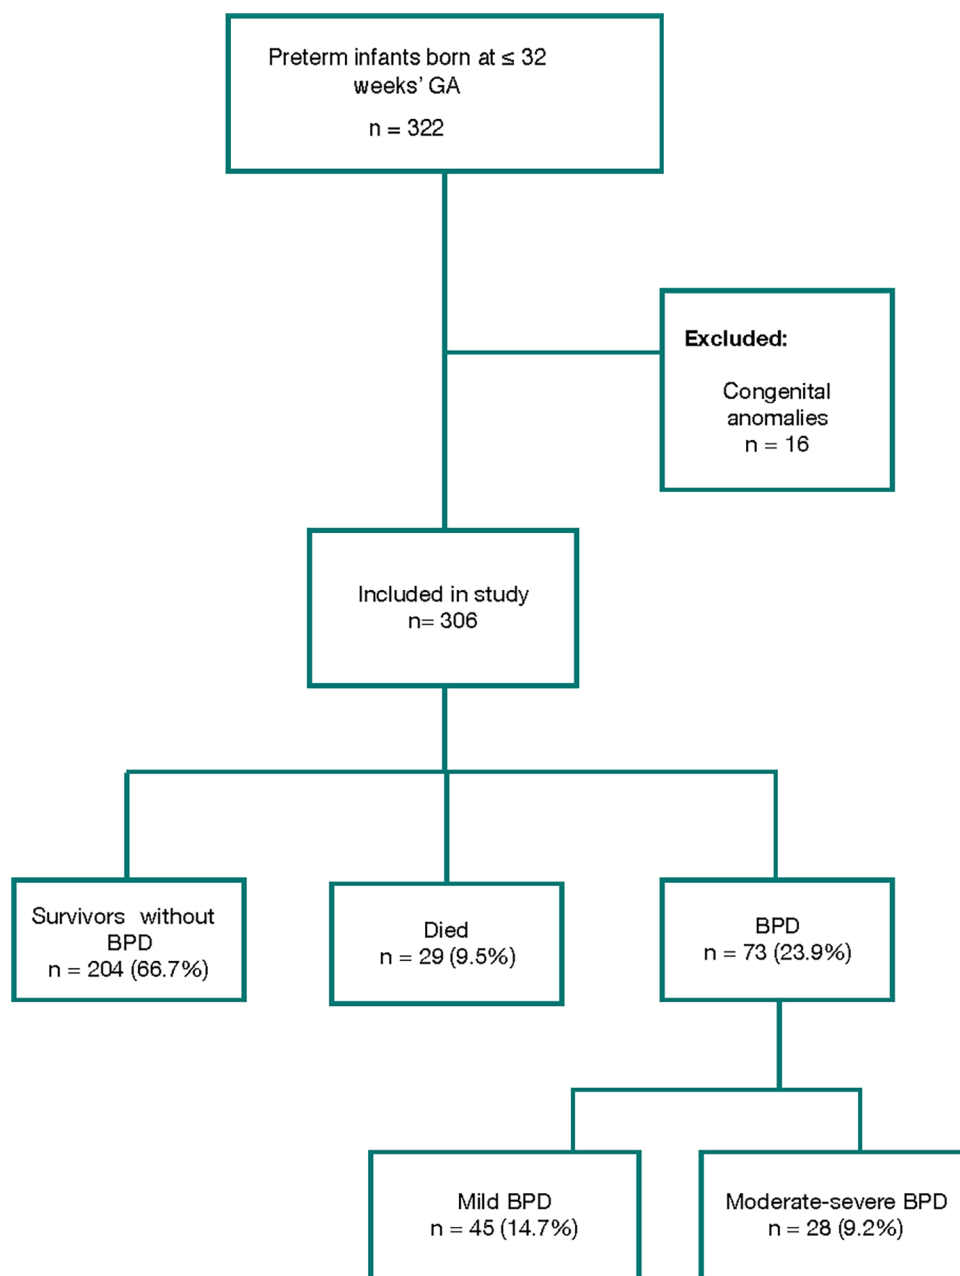 Preterm infants born at ≤ 32
weeks' GA
n = 322
Excluded:
Congenital
anomalies
n = 16
Included in study
n= 306
Survivors without
BPD
n = 204 (66.7%)
Died
n = 29 (9.5%)
BPD
n = 73 (23.9%)
Mild BPD
n = 45 (14.7%)
Moderate-severe BPD
n = 28 (9.2%)